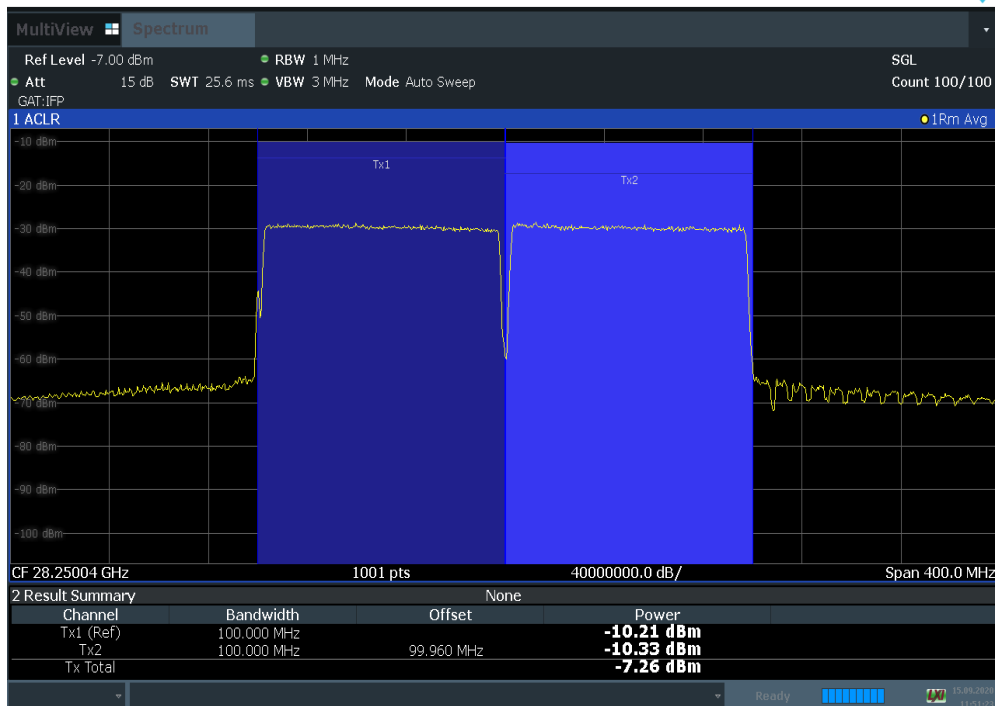 MultiView Spectrum
Ref Level -7.00 dBm RBW 1 MHz SGL
Att 15 dB SWT 25.6 ms VBW 3 MHz Mode Auto Sweep Count 100/100
GAT:IFP
1 ACLR 1Rm Avg
-10 dBm
Tx1
Tx2
-20 dBm
-30 dBm
-40 dBm
-50 dBm
-60 dBm
-70 dBm
-80 dBm
-90 dBm
-100 dBm
CF 28.25004 GHz 1001 pts 40000000.0 dB/ Span 400.0 MHz
2 Result Summary None
Channel Bandwidth Offset Power
Tx1 (Ref) 100.000 MHz -10.21 dBm
Tx2 100.000 MHz 99.960 MHz -10.33 dBm
Tx Total -7.26 dBm
Ready LXI 15.09.2020
11:51:23